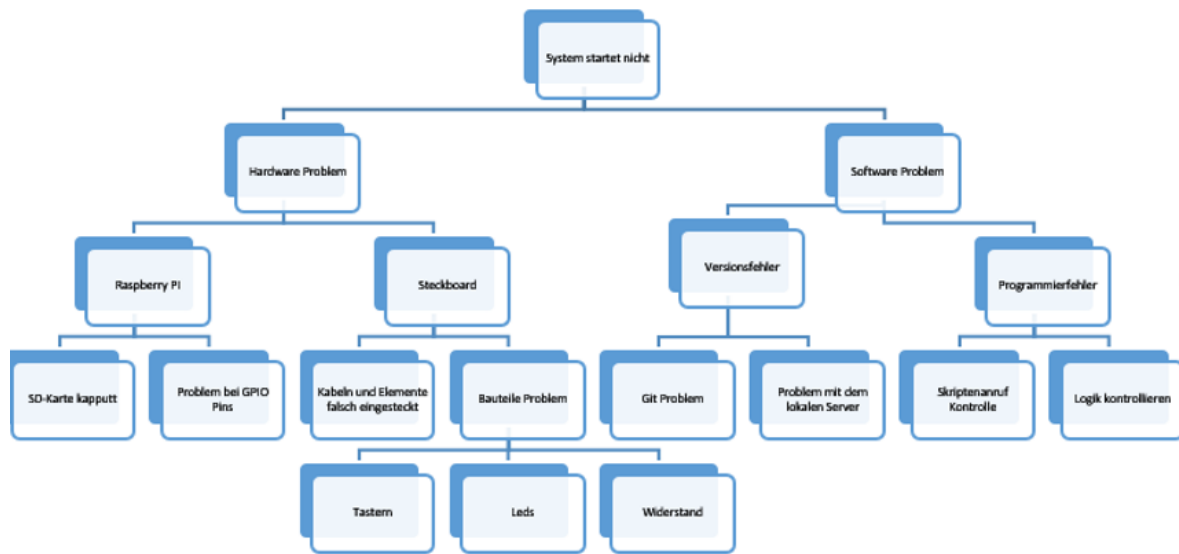 System startet nicht
Hardware Problem
Software Problem
Raspberry PI
Steckboard
Versionsfehler
Programmierfehler
SD-Karte kapputt
Problem bei GPIO
Pins
Kabeln und Elemente
falsch eingesteckt
Bauteile Problem
Git Problem
Problem mit dem
lokalen Server
Skriptenanruf
Kontrolle
Logik kontrollieren
Tastern
Leds
Widerstand